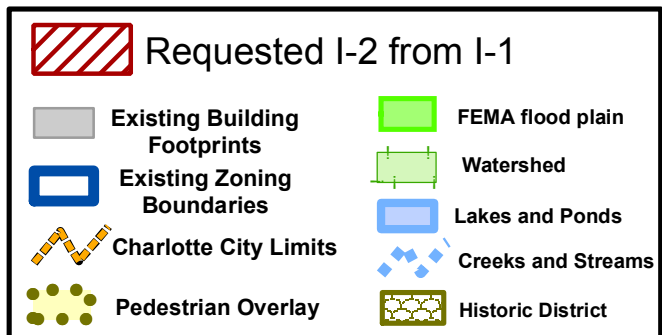 Requested I-2 from I-1
Existing Building
Footprints
Existing Zoning
Boundaries
Charlotte City Limits
Pedestrian Overlay
FEMA flood plain
Watershed
Lakes and Ponds
Creeks and Streams
Historic District